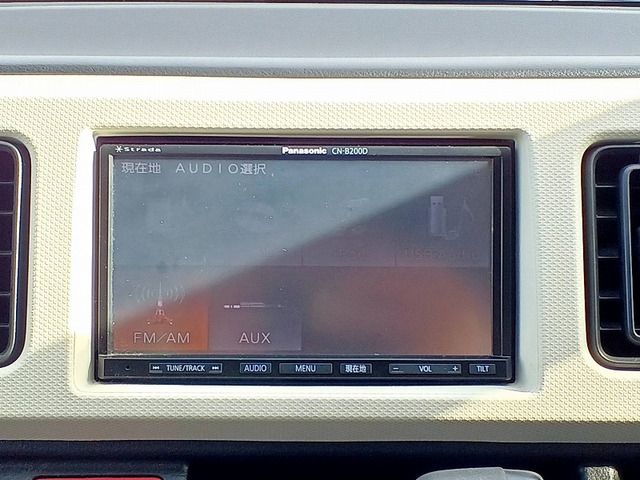 Strada
Panasonic CN-B200D
現在地 AUDIO選択
FM/AM
AUX
TUNE/TRACK
AUDIO
MENU
現在地
− VOL +
TILT